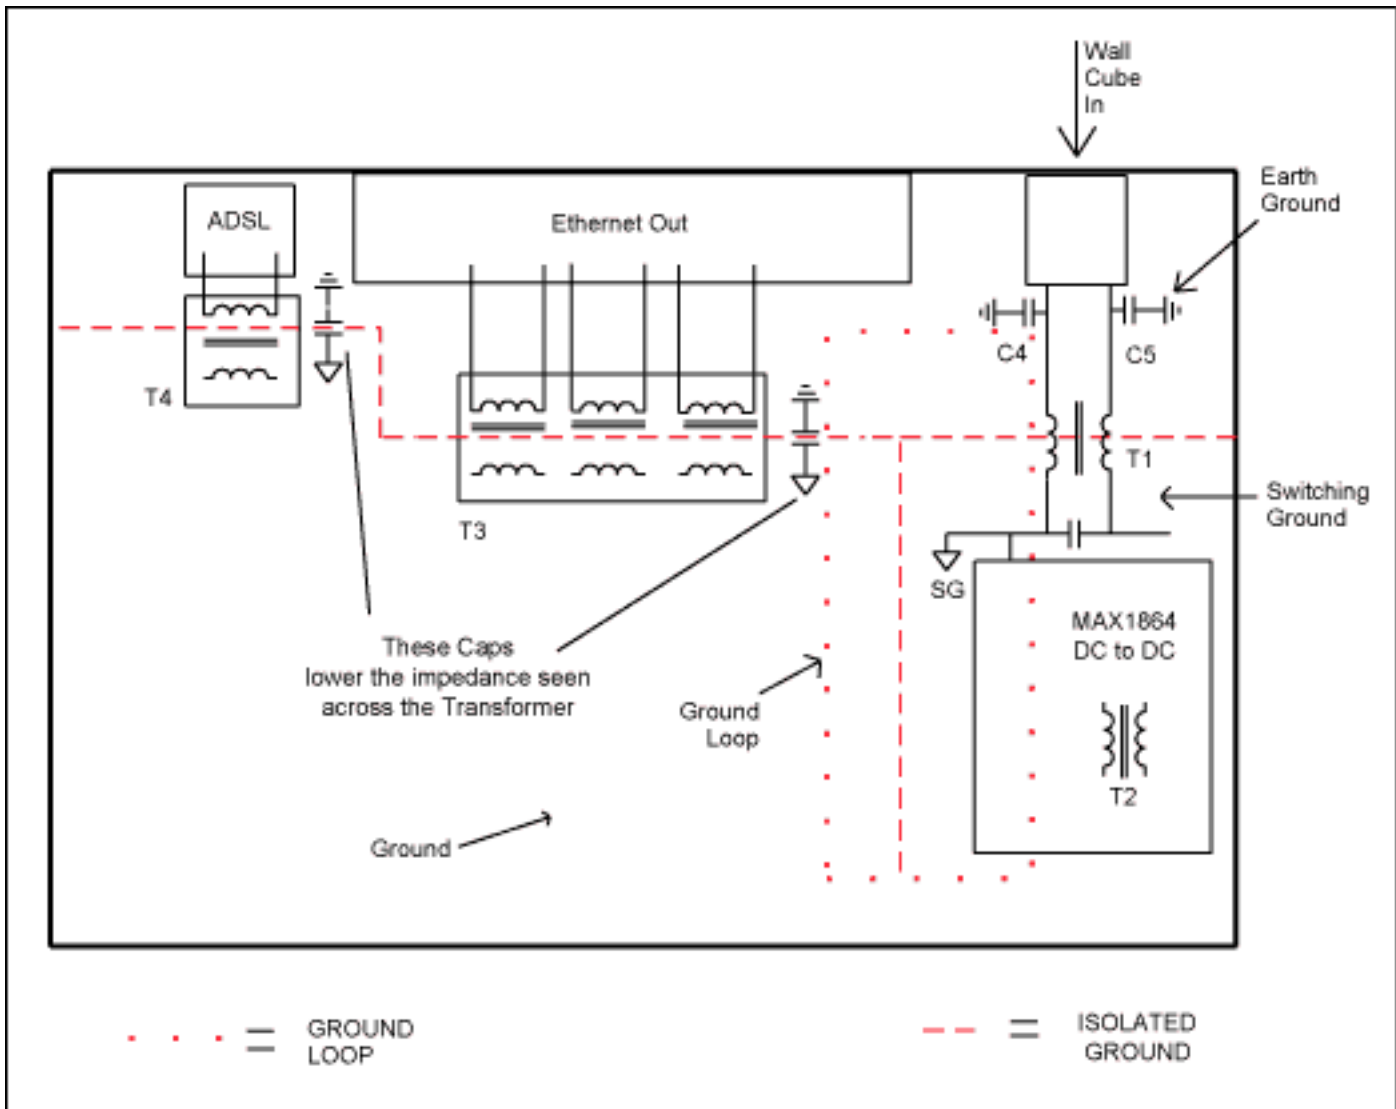 Wall
Cube
In
Earth
Ground
ADSL
Ethernet Out
C4
C5
T4
T1
T3
Switching
Ground
SG
MAX1864
DC to DC
These Caps
lower the impedance seen
across the Transformer
Ground
Loop
T2
Ground
GROUND
LOOP
ISOLATED
GROUND